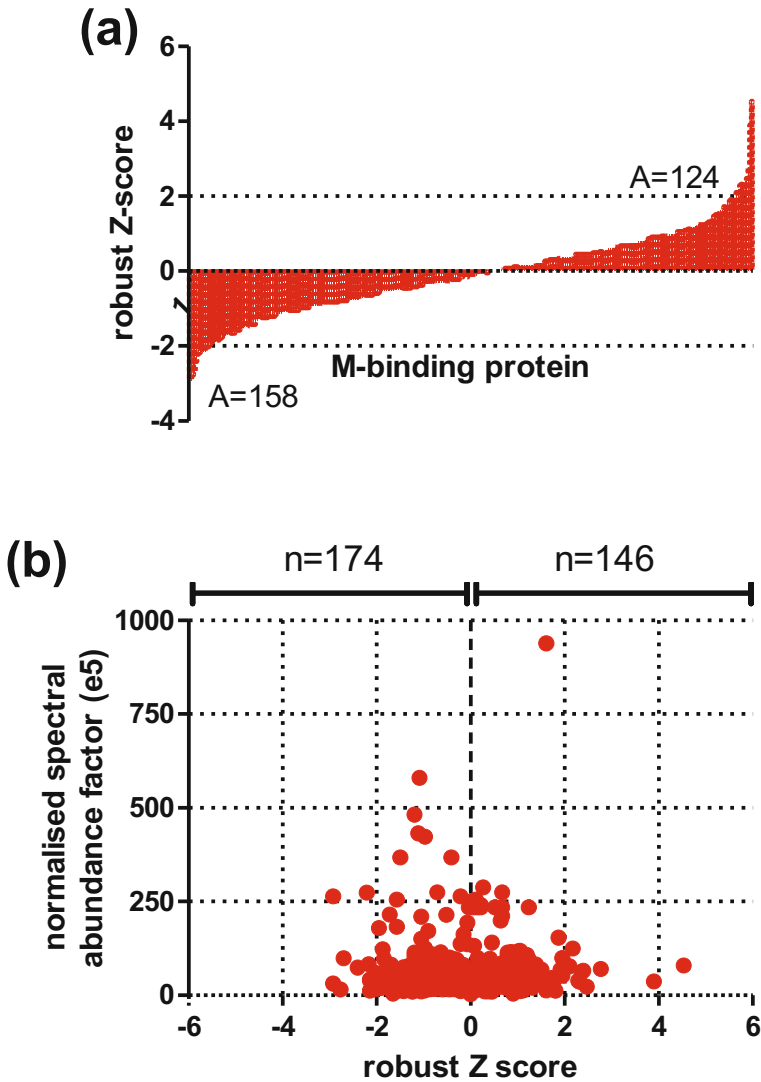 (a)
6
4
2
0
-2
-4
robust Z-score
A=124
A=158
M-binding protein
(b)
n=174
n=146
1000
750
500
250
0
normalised spectral
abundance factor (e5)
-6
-4
-2
0
2
4
6
robust Z score